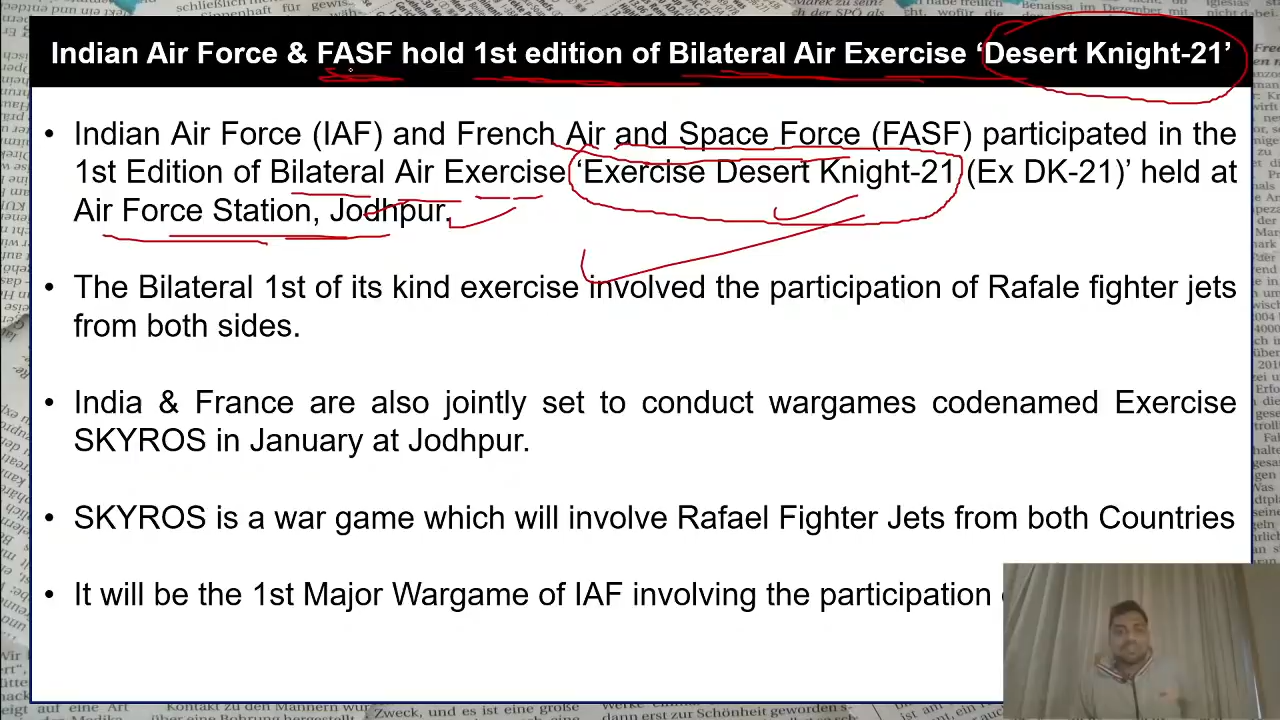 Indian Air Force & FASF hold 1st edition of Bilateral Air Exercise ‘Desert Knight-21’
• Indian Air Force (IAF) and French Air and Space Force (FASF) participated in the
1st Edition of Bilateral Air Exercise ‘Exercise Desert Knight-21 (Ex DK-21)’ held at
Air Force Station, Jodhpur.
• The Bilateral 1st of its kind exercise involved the participation of Rafale fighter jets
from both sides.
• India & France are also jointly set to conduct wargames codenamed Exercise
SKYROS in January at Jodhpur.
• SKYROS is a war game which will involve Rafael Fighter Jets from both Countries
• It will be the 1st Major Wargame of IAF involving the participation